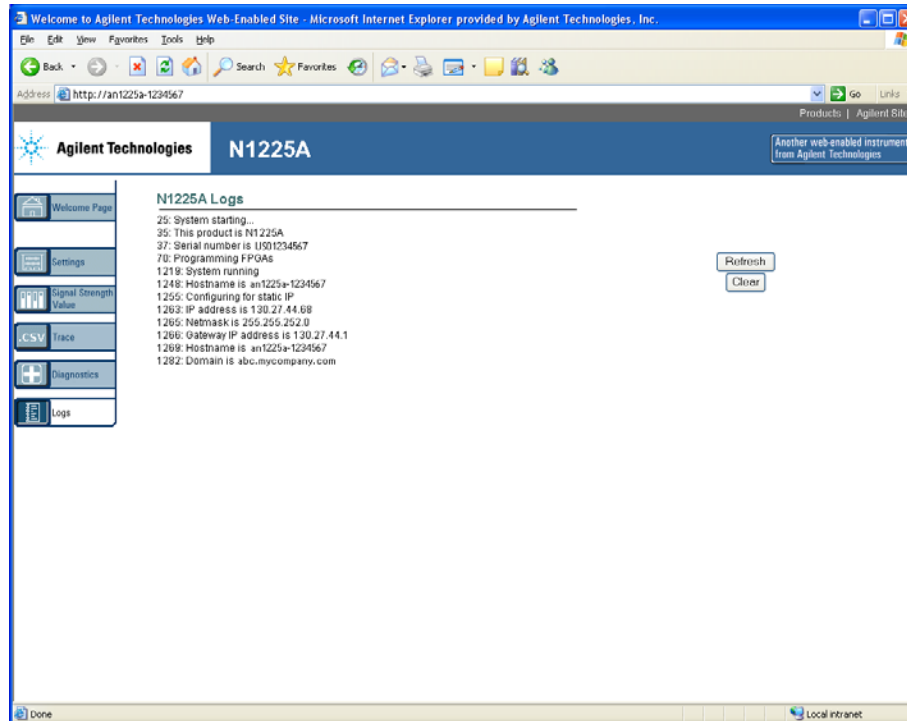 Welcome to Agilent Technologies Web-Enabled Site - Microsoft Internet Explorer provided by Agilent Technologies, Inc.
File Edit View Favorites Tools Help
Back Search Favorites
Address http://an1225a-1234567 Go Links
Products | Agilent Site
Agilent Technologies
N1225A
Another web-enabled instrument
from Agilent Technologies
Welcome Page
Settings
Signal Strength
Value
.CSV Trace
Diagnostics
Logs
N1225A Logs
25: System starting...
35: This product is N1225A
37: Serial number is US01234567
70: Programming FPGAs
1219: System running
1248: Hostname is an1225a-1234567
1255: Configuring for static IP
1263: IP address is 130.27.44.68
1265: Netmask is 255.255.252.0
1266: Gateway IP address is 130.27.44.1
1269: Hostname is an1225a-1234567
1282: Domain is abc.mycompany.com
Refresh
Clear
Done
Local intranet